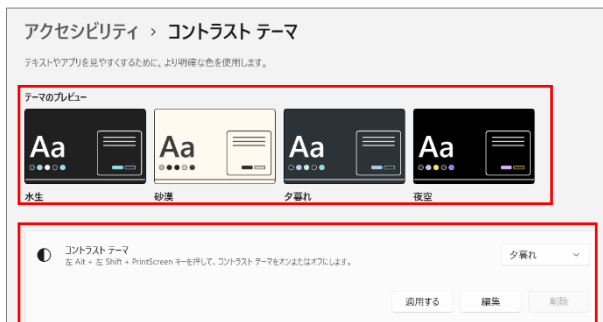 アクセシビリティ › コントラスト テーマ
テキストやアプリを見やすくするために、より明確な色を使用します。
テーマのプレビュー
Aa Aa Aa Aa
水生 砂漠 夕暮れ 夜空
コントラスト テーマ 夕暮れ
左 Alt + 左 Shift + PrintScreen キーを押して、コントラスト テーマをオンまたはオフにします。
適用する 編集 削除